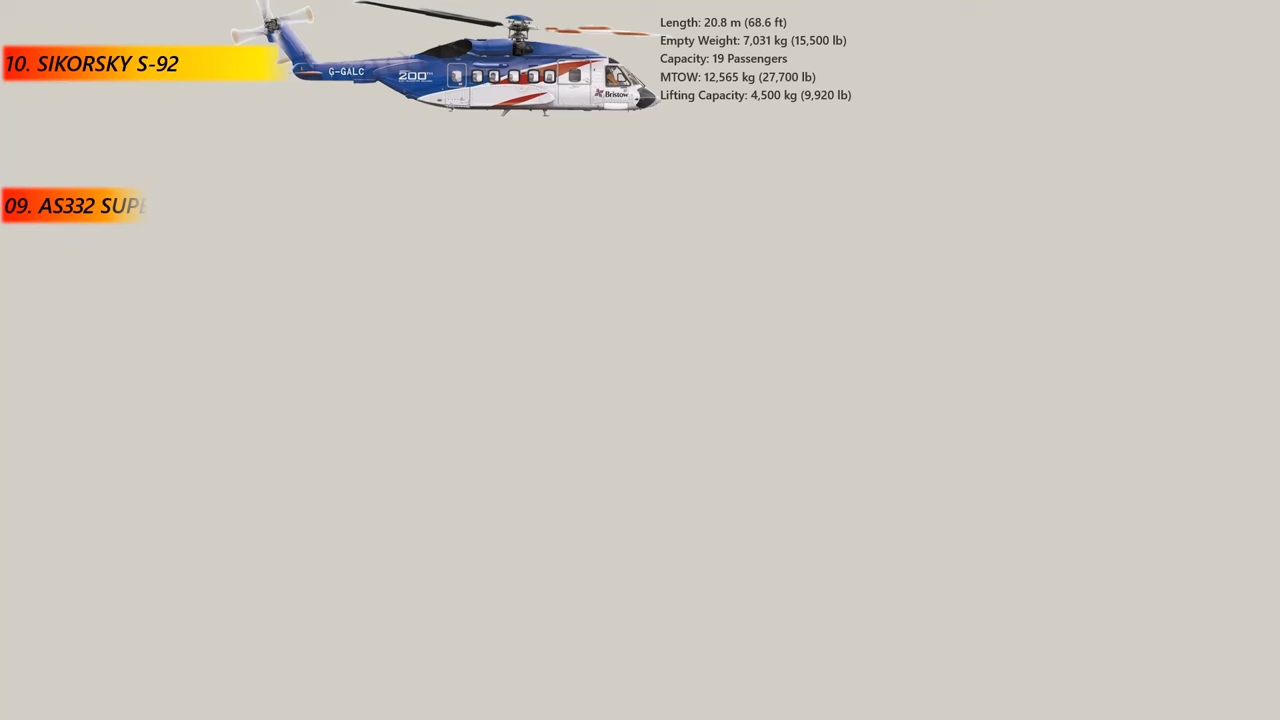 10. SIKORSKY S-92
G-GALC
200
Bristow
Length: 20.8 m (68.6 ft)
Empty Weight: 7,031 kg (15,500 lb)
Capacity: 19 Passengers
MTOW: 12,565 kg (27,700 lb)
Lifting Capacity: 4,500 kg (9,920 lb)
09. AS332 SUPE